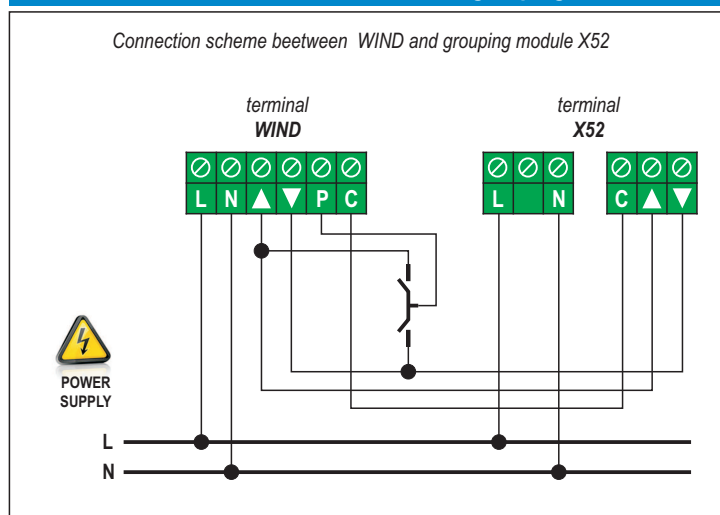 Connection scheme beetween WIND and grouping module X52
terminal
WIND
terminal
X52
L N ▲ ▼ P C
L N
C ▲ ▼
POWER
SUPPLY
L
N